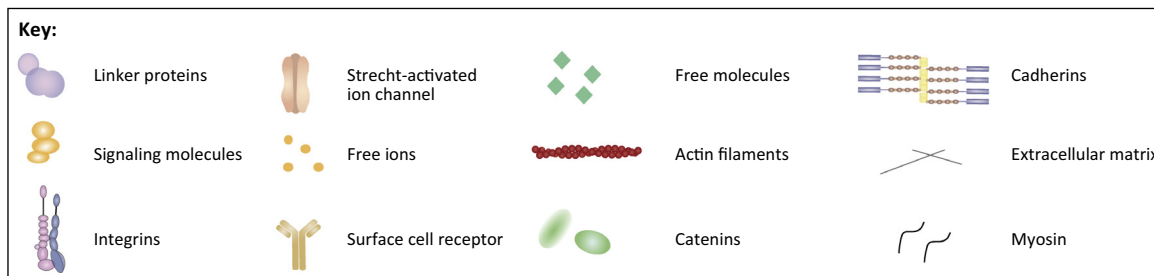 Key:
Linker proteins
Strecht-activated
ion channel
Free molecules
Cadherins
Signaling molecules
Free ions
Actin filaments
Extracellular matrix
Integrins
Surface cell receptor
Catenins
Myosin